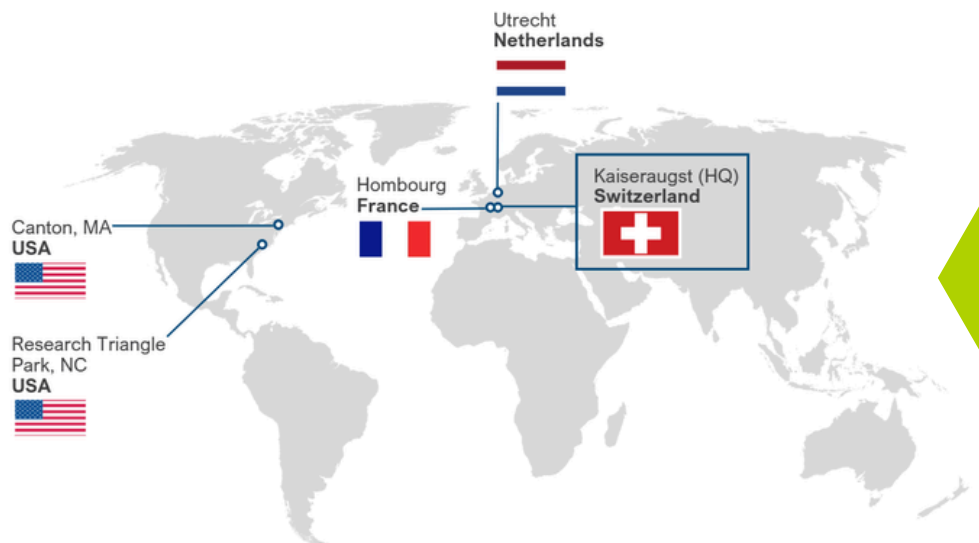 Utrecht
Netherlands
Kaiseraugst (HQ)
Switzerland
Hombourg
France
Canton, MA
USA
Research Triangle
Park, NC
USA